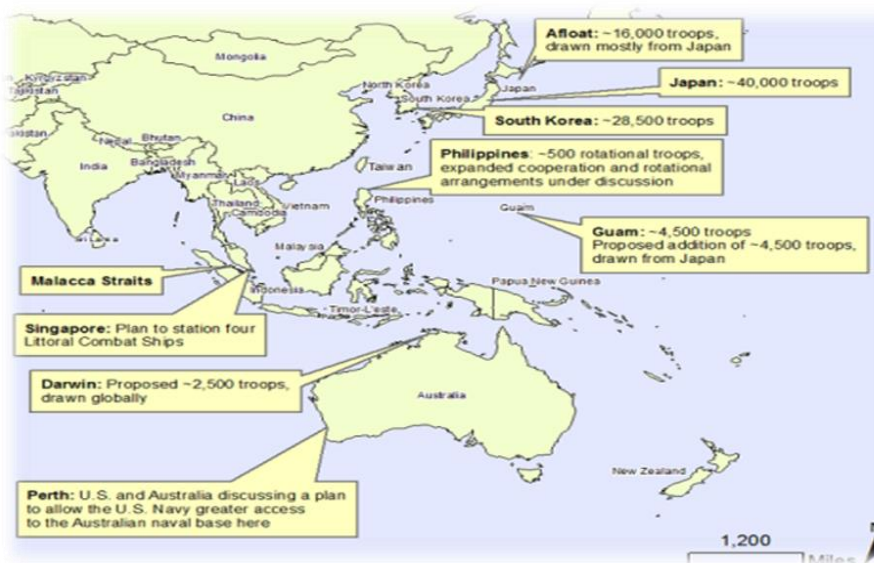 Afloat: ~16,000 troops,
drawn mostly from Japan
Mongolia
Kyrgyzstan
Tajikistan
North Korea
Japan
Japan: ~40,000 troops
South Korea
China
South Korea: ~28,500 troops
Pakistan
Nepal
Bhutan
Bangladesh
India
Myanmar
Laos
Taiwan
Philippines: ~500 rotational troops,
expanded cooperation and rotational
arrangements under discussion
Thailand
Vietnam
Cambodia
Philippines
Guam
Sri Lanka
Guam: ~4,500 troops
Proposed addition of ~4,500 troops,
drawn from Japan
Malaysia
Malacca Straits
Indonesia
Papua New Guinea
Timor-L'este
Singapore: Plan to station four
Littoral Combat Ships
Darwin: Proposed ~2,500 troops,
drawn globally
Australia
New Zealand
Perth: U.S. and Australia discussing a plan
to allow the U.S. Navy greater access
to the Australian naval base here
1,200
Miles